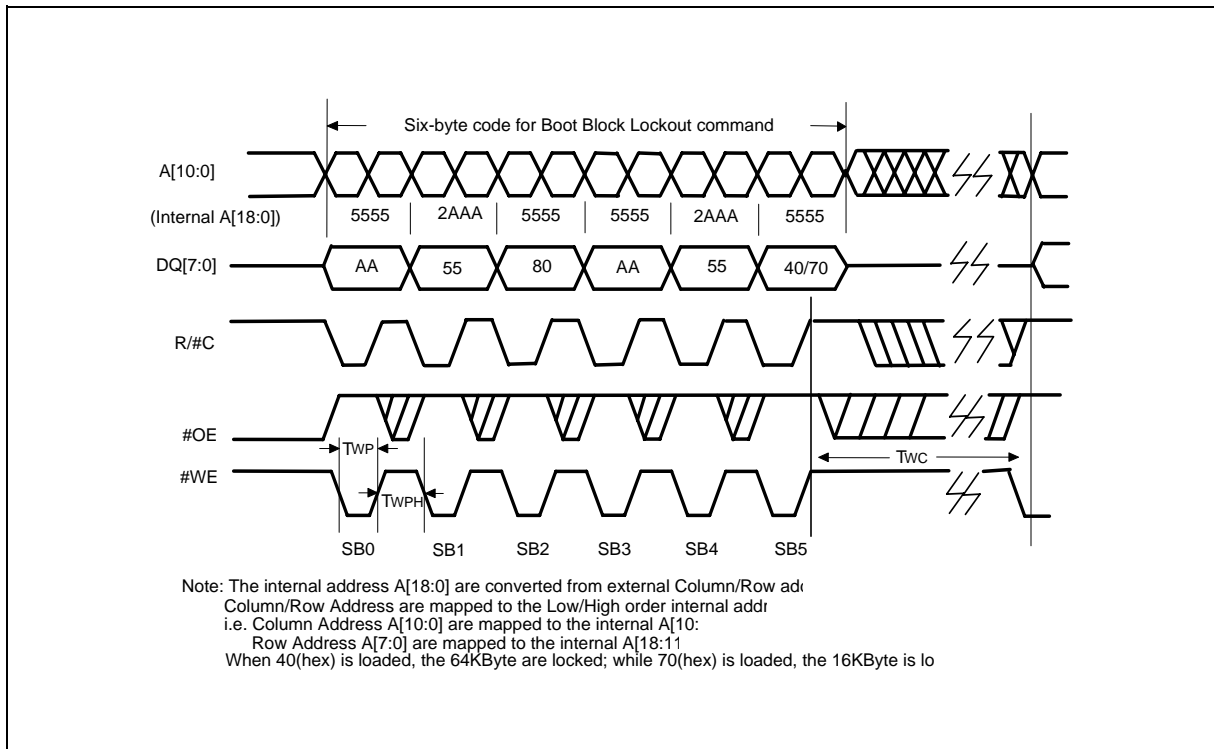 Six-byte code for Boot Block Lockout command
A[10:0]
(Internal A[18:0])
5555 2AAA 5555 5555 2AAA 5555
DQ[7:0]
AA 55 80 AA 55 40/70
R/#C
#OE
TWP
TWC
#WE
TWPH
SB0 SB1 SB2 SB3 SB4 SB5
Note: The internal address A[18:0] are converted from external Column/Row
Column/Row Address are mapped to the Low/High order internal
i.e. Column Address A[10:0] are mapped to the internal A[10:
Row Address A[7:0] are mapped to the internal A[18:11
When 40(hex) is loaded, the 64KByte are locked; while 70(hex) is loaded, the 16KByte is lo